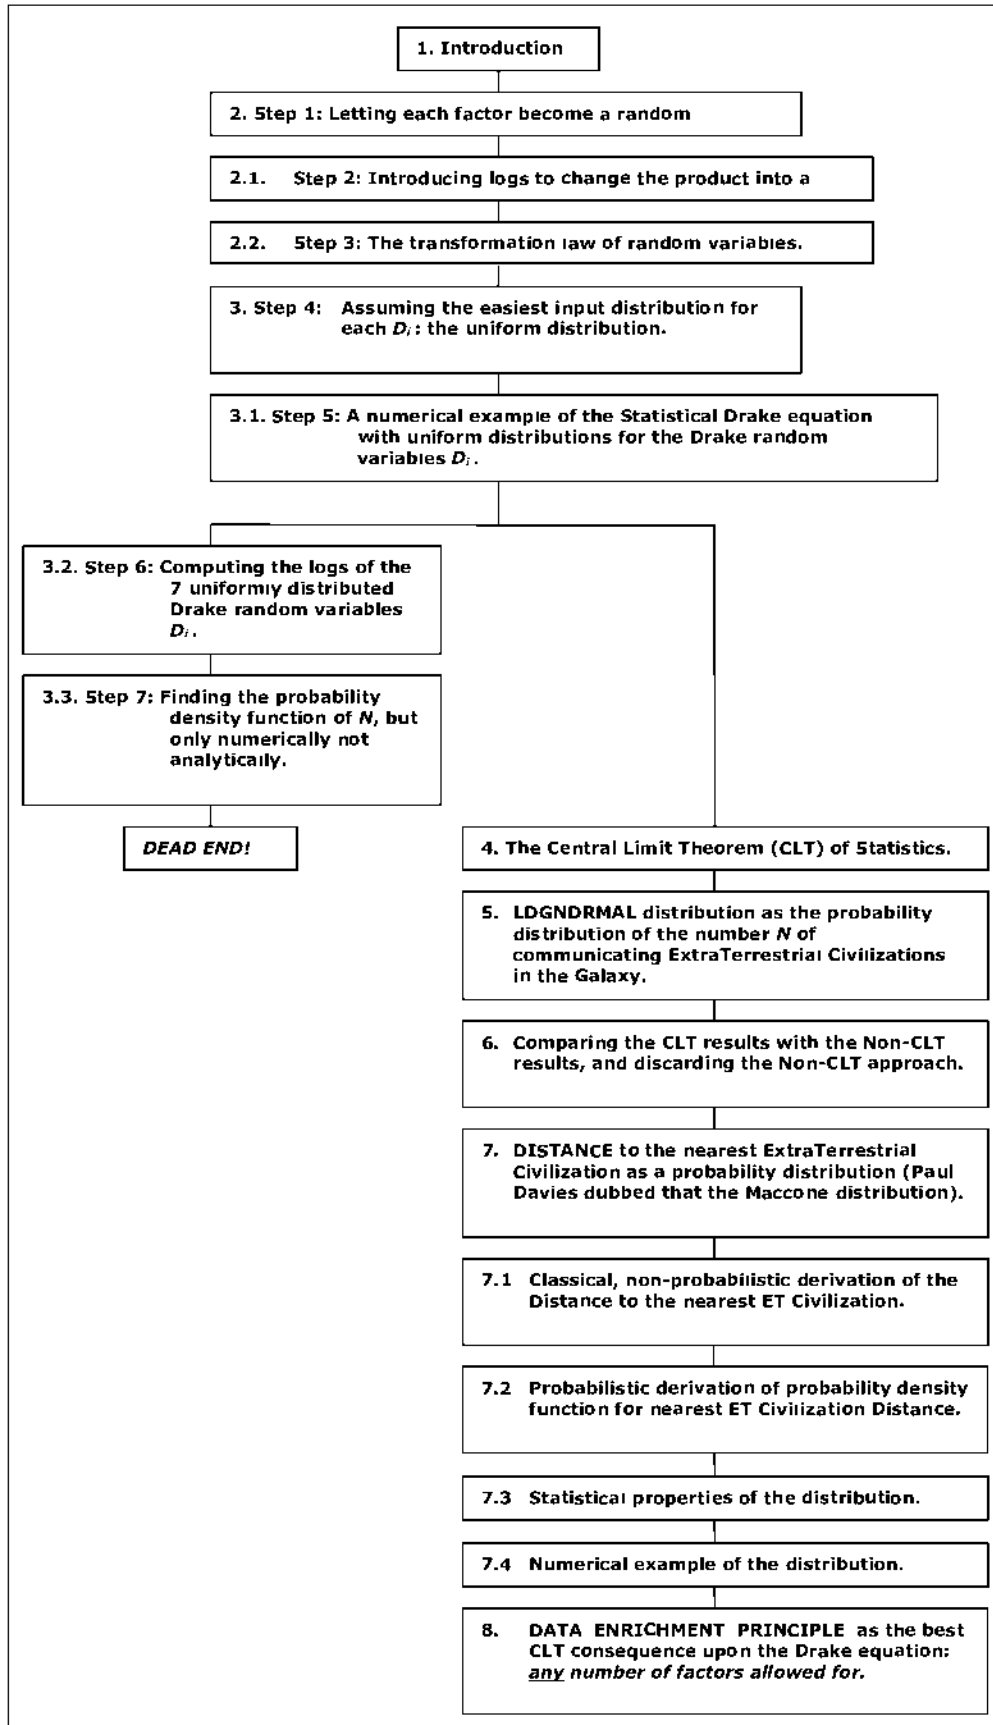 1. Introduction
2. Step 1: Letting each factor become a random
2.1. Step 2: Introducing logs to change the product into a
2.2. Step 3: The transformation law of random variables.
3. Step 4: Assuming the easiest input distribution for
each Di: the uniform distribution.
3.1. Step 5: A numerical example of the Statistical Drake equation
with uniform distributions for the Drake random
variables Di.
3.2. Step 6: Computing the logs of the
7 uniformly distributed
Drake random variables
Di.
3.3. Step 7: Finding the probability
density function of N, but
only numerically not
analytically.
DEAD END!
4. The Central Limit Theorem (CLT) of Statistics.
5. LDGNDRMAL distribution as the probability
distribution of the number N of
communicating ExtraTerrestrial Civilizations
in the Galaxy.
6. Comparing the CLT results with the Non-CLT
results, and discarding the Non-CLT approach.
7. DISTANCE to the nearest ExtraTerrestrial
Civilization as a probability distribution (Paul
Davies dubbed that the Maccone distribution).
7.1 Classical, non-probabilistic derivation of the
Distance to the nearest ET Civilization.
7.2 Probabilistic derivation of probability density
function for nearest ET Civilization Distance.
7.3 Statistical properties of the distribution.
7.4 Numerical example of the distribution.
8. DATA ENRICHMENT PRINCIPLE as the best
CLT consequence upon the Drake equation:
any number of factors allowed for.